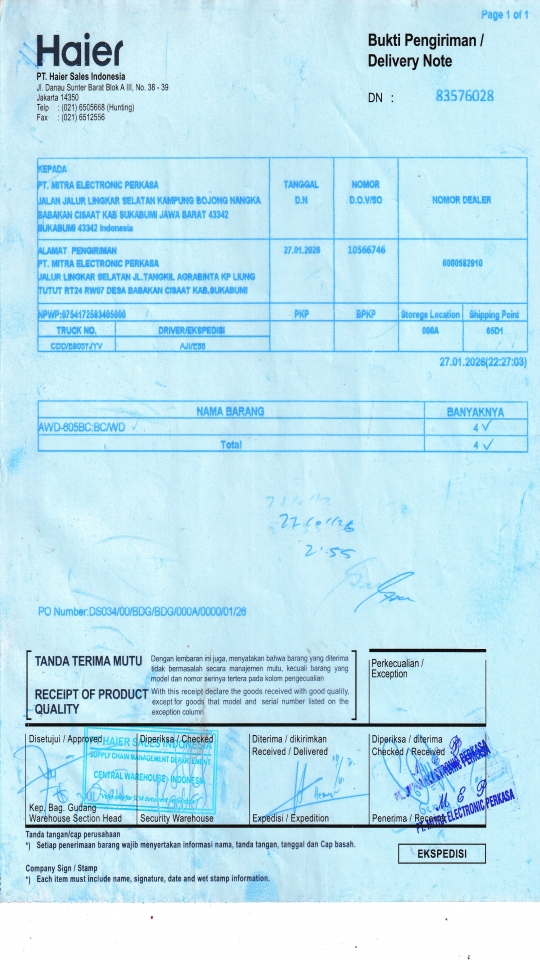 Page 1 of 1
Haier
PT. Haier Sales Indonesia
Jl. Danau Sunter Barat Blok A III, No. 38 - 39
Jakarta 14350
Telp : (021) 6505668 (Hunting)
Fax : (021) 6512556
Bukti Pengiriman /
Delivery Note
DN : 83576028
KEPADA
PT. MITRA ELECTRONIC PERKASA
JALAN JALUR LINGKAR SELATAN KAMPUNG BOJONG NANGKA
BABAKAN CISAAT KAB SUKABUMI JAWA BARAT 43342
SUKABUMI 43342 Indonesia
TANGGAL
D.N
NOMOR
D.O.V/SO
NOMOR DEALER
ALAMAT PENGIRIMAN
PT. MITRA ELECTRONIC PERKASA
JALUR LINGKAR SELATAN JL.TANGKIL AGRABINTA KP LIUNG
TUTUT RT24 RW07 DESA BABAKAN CISAAT KAB.SUKABUMI
27.01.2026
10566746
6000582910
NPWP:0754172583405000
PKP
BPKP
Storege Location
Shipping Point
TRUCK NO.
DRIVER/EKSPEDISI
000A
65D1
27.01.2026(22:27:03)
NAMA BARANG
BANYAKNYA
AWD-605BC:BC/WD
4
Total
4
27/01/26
2:55
PO Number:DS034/00/BDG/BDG/000A/0000/01/26
TANDA TERIMA MUTU
Dengan lembaran ini juga, menyatakan bahwa barang yang diterima
tidak bermasalah secara manajemen mutu, kecuali barang yang
model dan nomor serinya tertera pada kolom pengecualian
RECEIPT OF PRODUCT
QUALITY
With this receipt declare the goods received with good quality,
except for goods that model and serial number listed on the
exception column
Perkecualian /
Exception
Disetujui / Approved
Diperiksa / Checked
Diterima / dikirimkan
Received / Delivered
Diperiksa / diterima
Checked / Received
HAIER SALES INDONESIA
SUPPLY CHAIN MANAGEMENT DEPARTEMENT
CENTRAL WAREHOUSE INDONESIA
M E P
PT. MITRA ELECTRONIC PERKASA
M E P
PT. MITRA ELECTRONIC PERKASA
Kep. Bag. Gudang
Warehouse Section Head
Security Warehouse
Expedisi / Expedition
Penerima / Receiver
Tanda tangan/cap perusahaan
*) Setiap penerimaan barang wajib menyertakan informasi nama, tanda tangan, tanggal dan Cap basah.
EKSPEDISI
Company Sign / Stamp
*) Each item must include name, signature, date and wet stamp information.